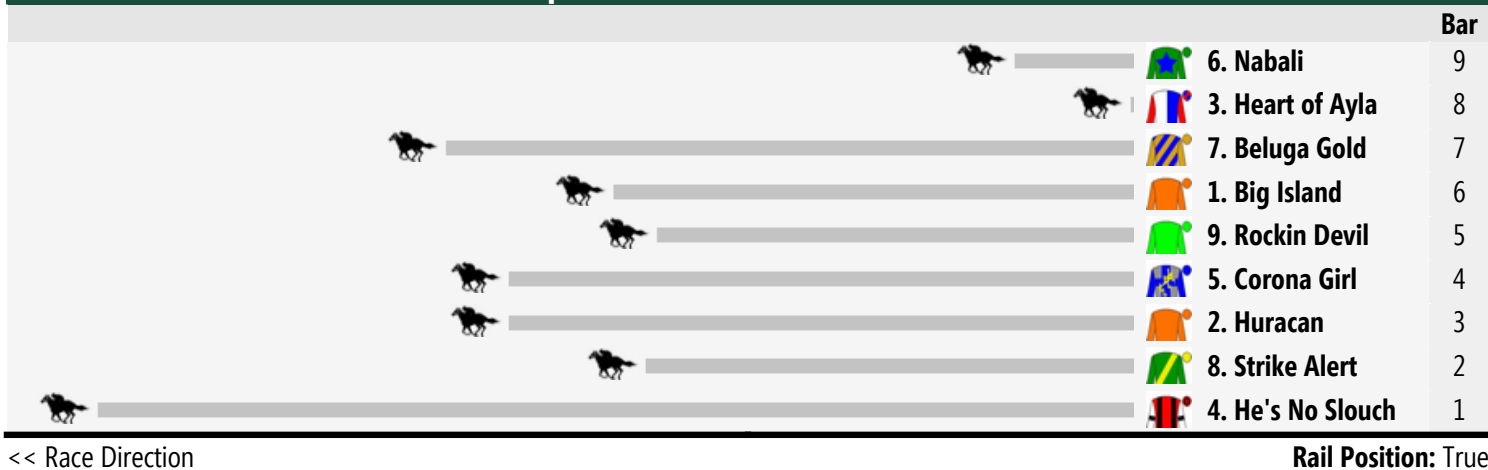 Bar
6. Nabali 9
3. Heart of Ayla 8
7. Beluga Gold 7
1. Big Island 6
9. Rockin Devil 5
5. Corona Girl 4
2. Huracan 3
8. Strike Alert 2
4. He's No Slouch 1
<< Race Direction Rail Position: True